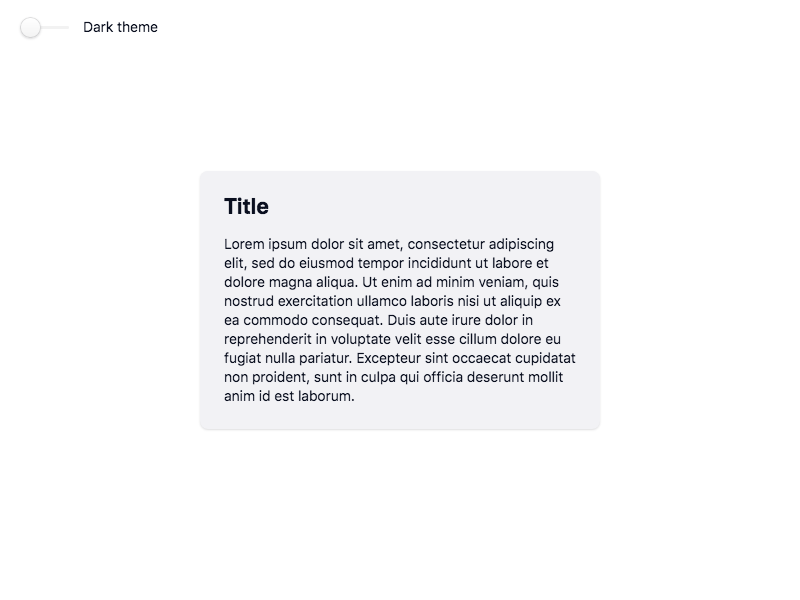 Dark theme
Title
Lorem ipsum dolor sit amet, consectetur adipiscing
elit, sed do eiusmod tempor incididunt ut labore et
dolore magna aliqua. Ut enim ad minim veniam, quis
nostrud exercitation ullamco laboris nisi ut aliquip ex
ea commodo consequat. Duis aute irure dolor in
reprehenderit in voluptate velit esse cillum dolore eu
fugiat nulla pariatur. Excepteur sint occaecat cupidatat
non proident, sunt in culpa qui officia deserunt mollit
anim id est laborum.